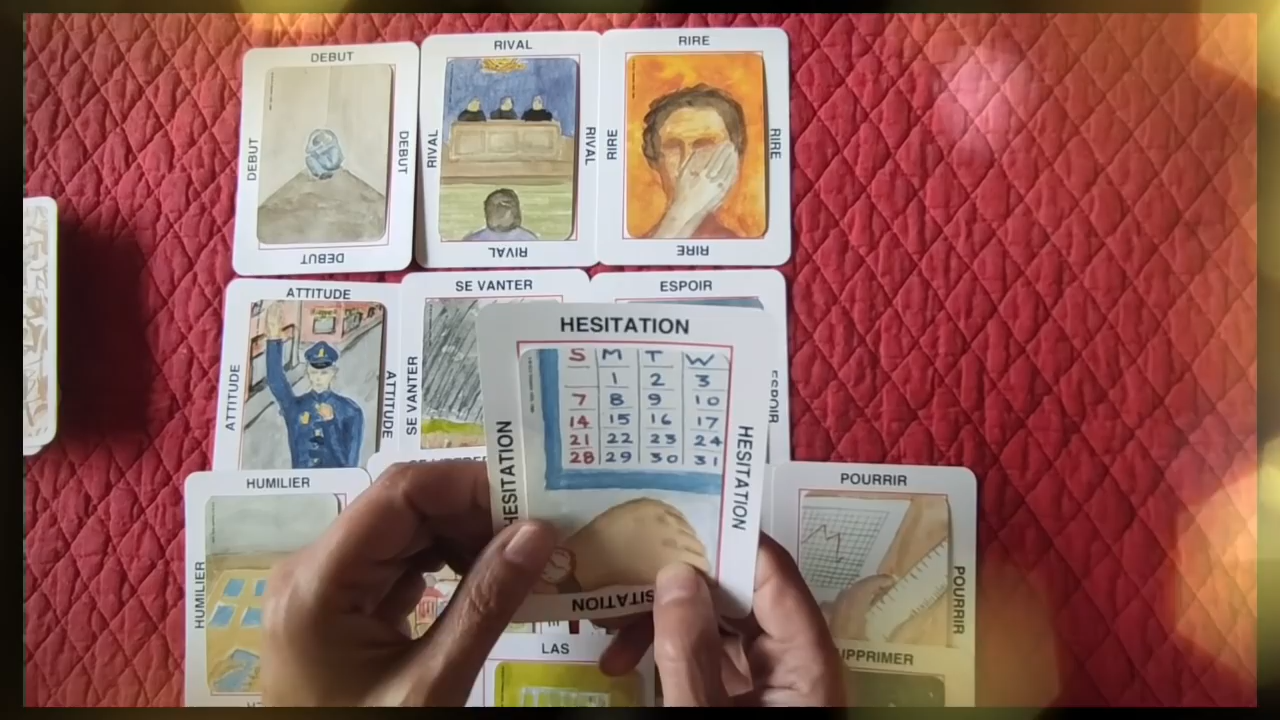 DEBUT
DEBUT
DEBUT
DEBUT
RIVAL
RIVAL
RIVAL
RIVAL
RIRE
RIRE
RIRE
RIRE
ATTITUDE
ATTITUDE
ATTITUDE
SE VANTER
SE VANTER
ESPOIR
ESPOIR
HESITATION
HESITATION
HESITATION
S M T W
1 2 3
7 8 9 10
14 15 16 17
21 22 23 24
28 29 30 31
HUMILIER
HUMILIER
POURRIR
POURRIR
LAS